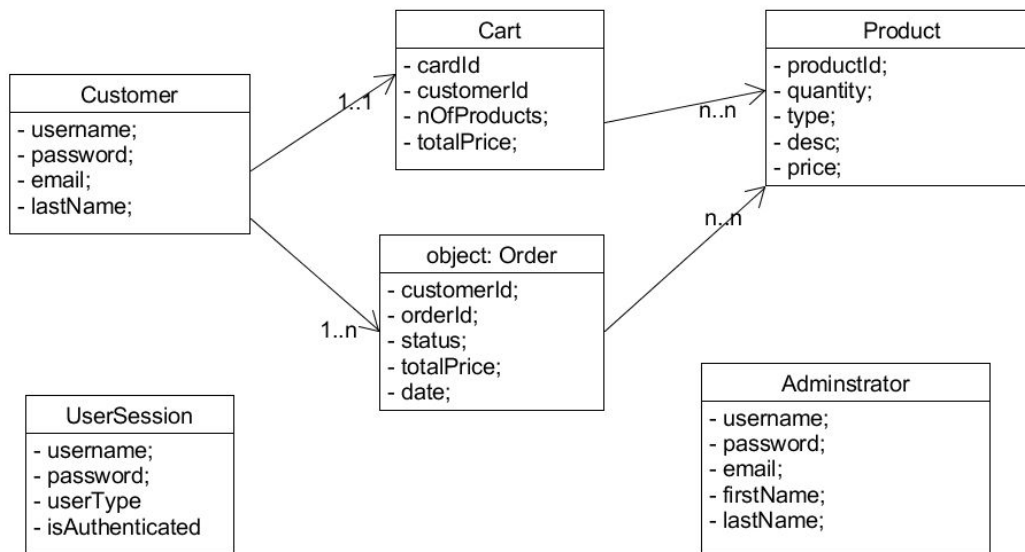 Customer
- username;
- password;
- email;
- lastName;
1..1
1..n
Cart
- cardId
- customerId
- nOfProducts;
- totalPrice;
n..n
Product
- productId;
- quantity;
- type;
- desc;
- price;
object: Order
- customerId;
- orderId;
- status;
- totalPrice;
- date;
n..n
UserSession
- username;
- password;
- userType
- isAuthenticated
Adminstrator
- username;
- password;
- email;
- firstName;
- lastName;